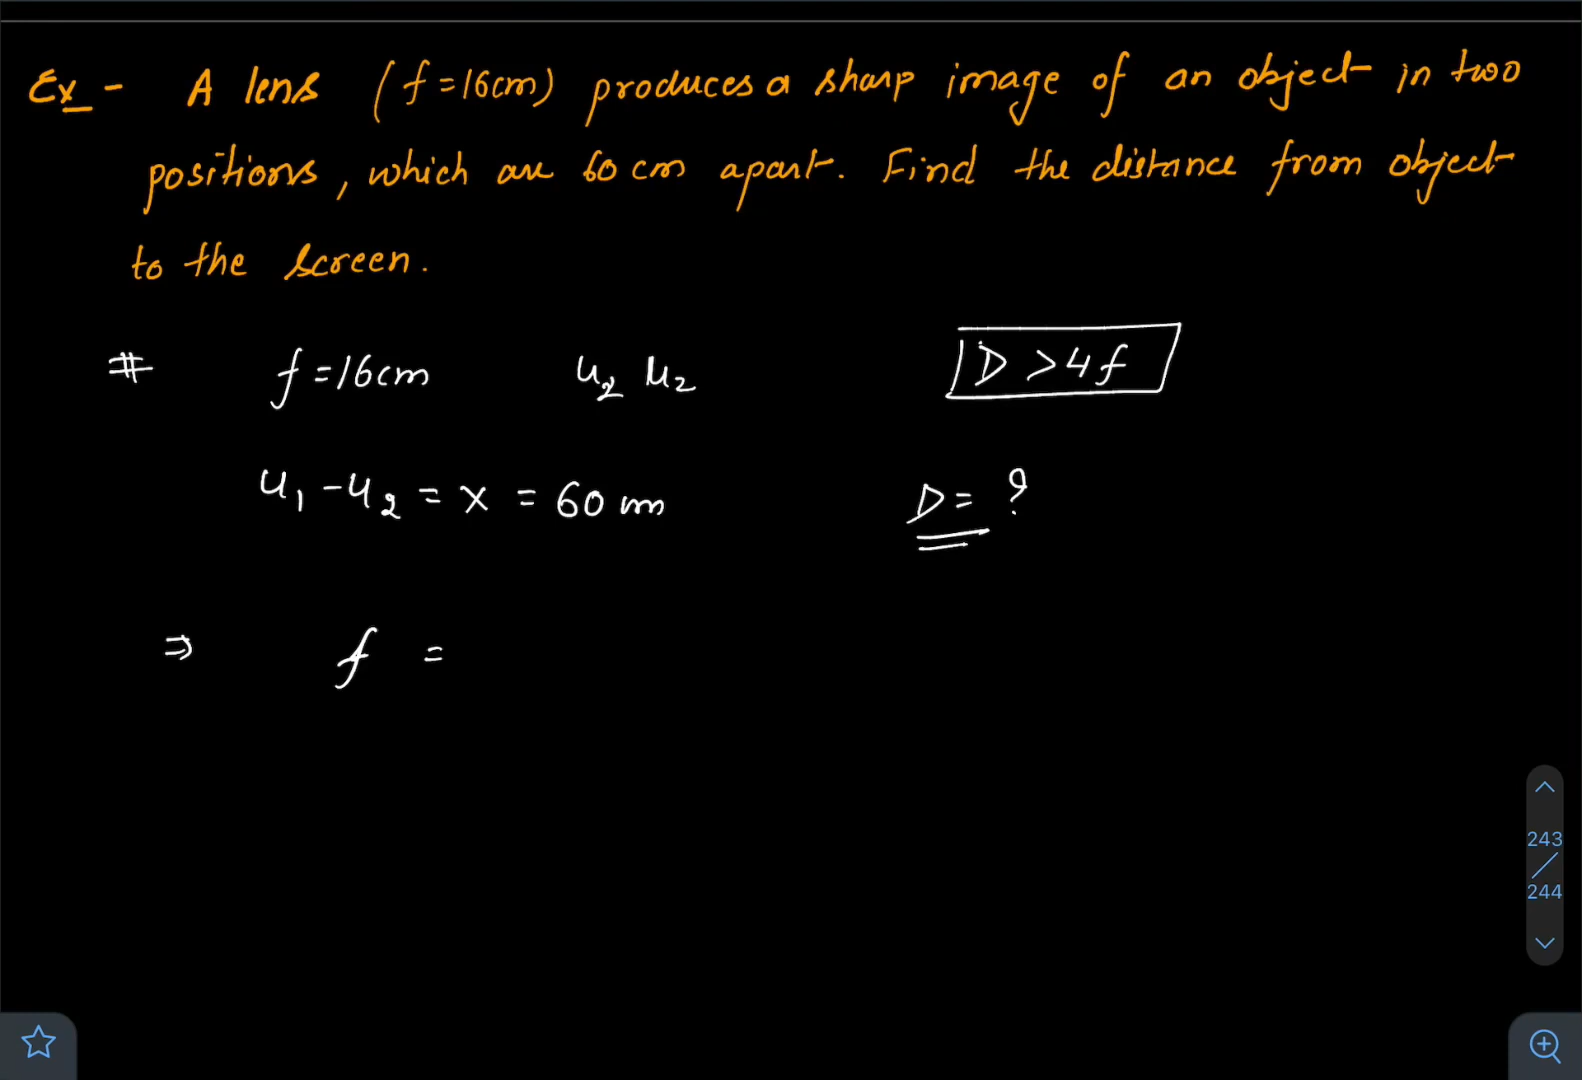 Ex - A lens (f=16cm) produces a sharp image of an object in two
positions, which are 60 cm apart. Find the distance from object
to the screen.
# f=16cm u2 u2 D >4f
u1 -u2 = x = 60 cm D= ?
⇒ f =
243
/
244